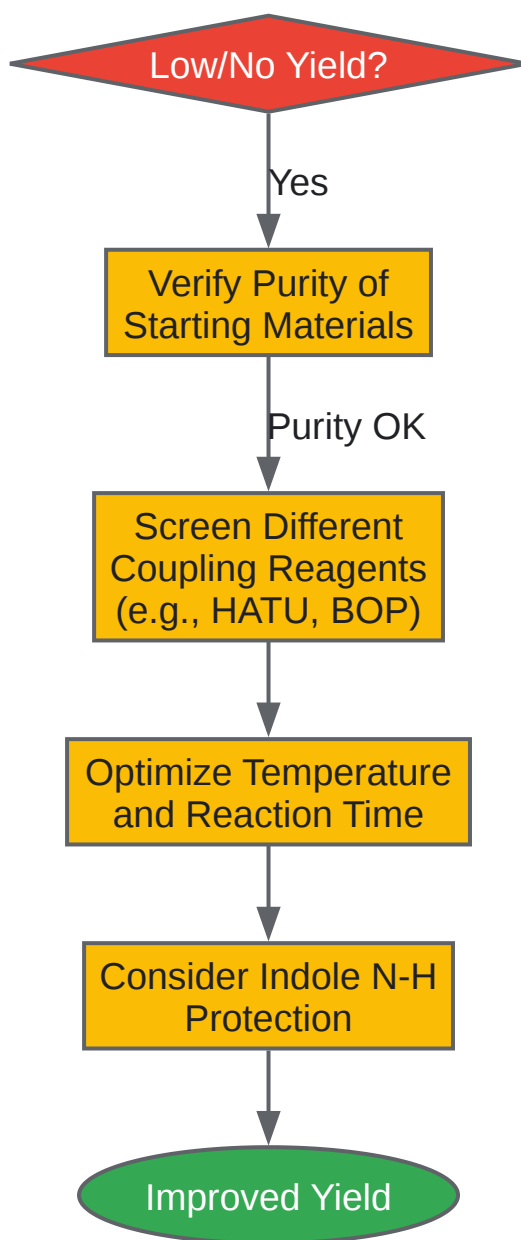 Low/No Yield?
Yes
Verify Purity of
Starting Materials
Purity OK
Screen Different
Coupling Reagents
(e.g., HATU, BOP)
Optimize Temperature
and Reaction Time
Consider Indole N-H
Protection
Improved Yield